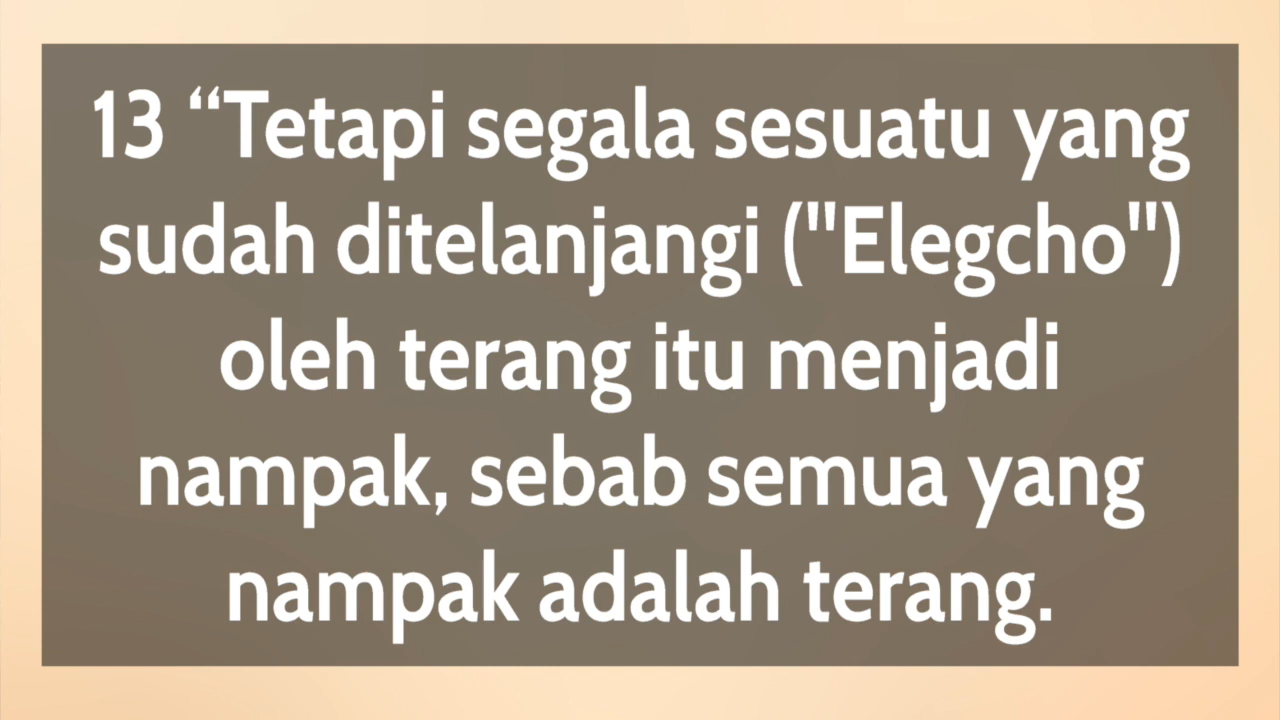 13 “Tetapi segala sesuatu yang
sudah ditelanjangi ("Elegcho")
oleh terang itu menjadi
nampak, sebab semua yang
nampak adalah terang.